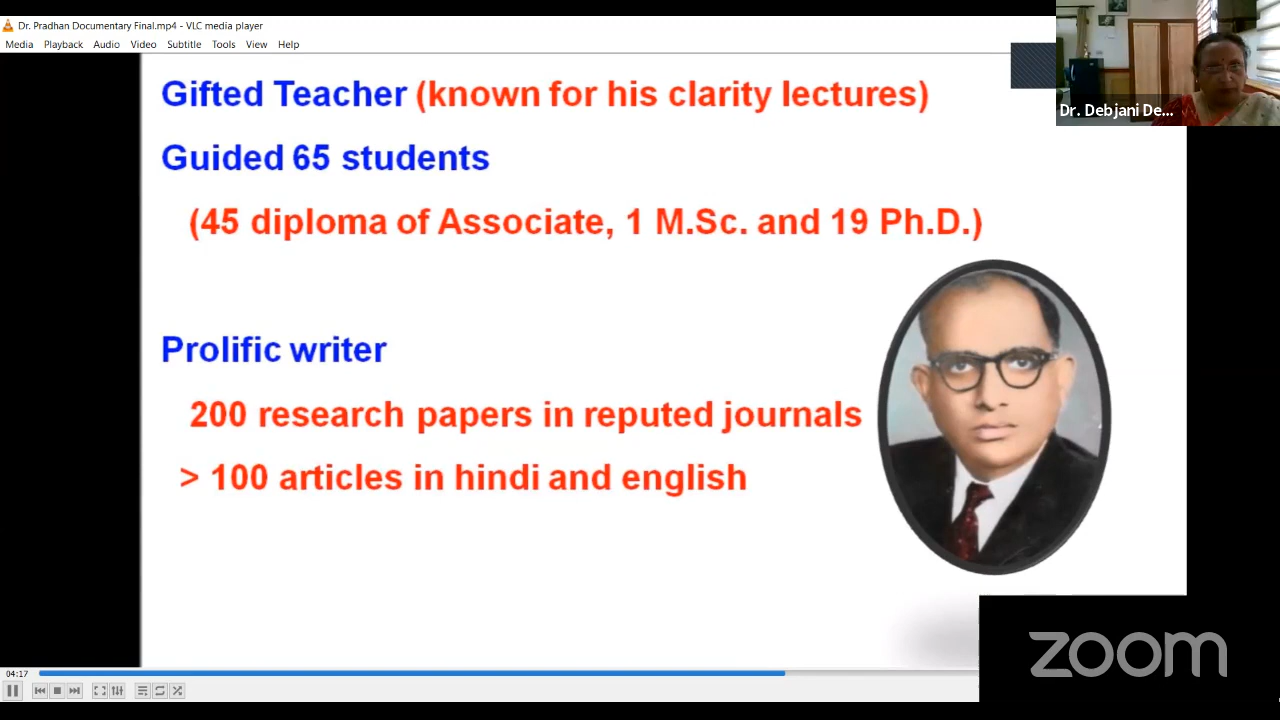 Dr. Pradhan Documentary Final.mp4 - VLC media player
Media Playback Audio Video Subtitle Tools View Help
Dr. Debjani De...
Gifted Teacher (known for his clarity lectures)
Guided 65 students
(45 diploma of Associate, 1 M.Sc. and 19 Ph.D.)
Prolific writer
200 research papers in reputed journals
> 100 articles in hindi and english
04:17
zoom